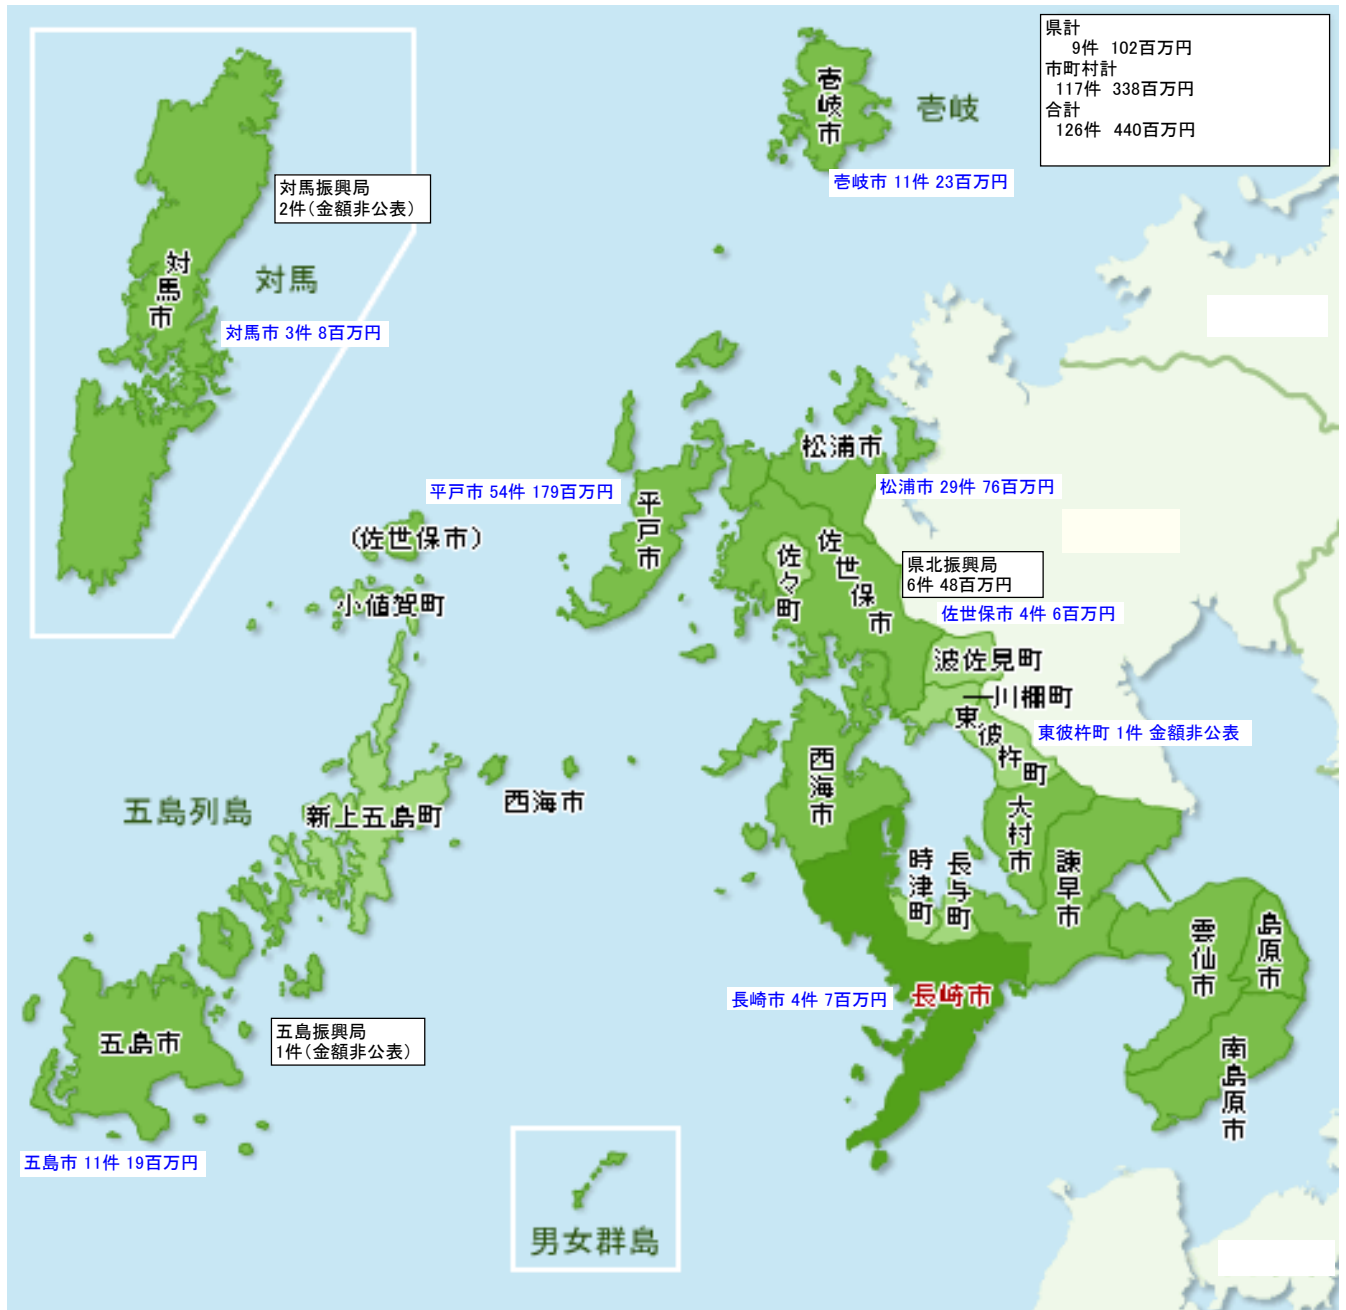 県計
9件 102百万円
市町村計
117件 338百万円
合計
126件 440百万円
壱岐市
壱岐
壱岐市 11件 23百万円
対馬振興局
2件(金額非公表)
対馬市
対馬
対馬市 3件 8百万円
松浦市
松浦市 29件 76百万円
平戸市 54件 179百万円
平戸市
(佐世保市)
小値賀町
佐々町
佐世保市
県北振興局
6件 48百万円
佐世保市 4件 6百万円
波佐見町
川棚町
東彼杵町
東彼杵町 1件 金額非公表
西海市
西海市
五島列島
新上五島町
大村市
時津町
長与町
諫早市
雲仙市
島原市
南島原市
長崎市 4件 7百万円
長崎市
五島市
五島振興局
1件(金額非公表)
五島市 11件 19百万円
男女群島